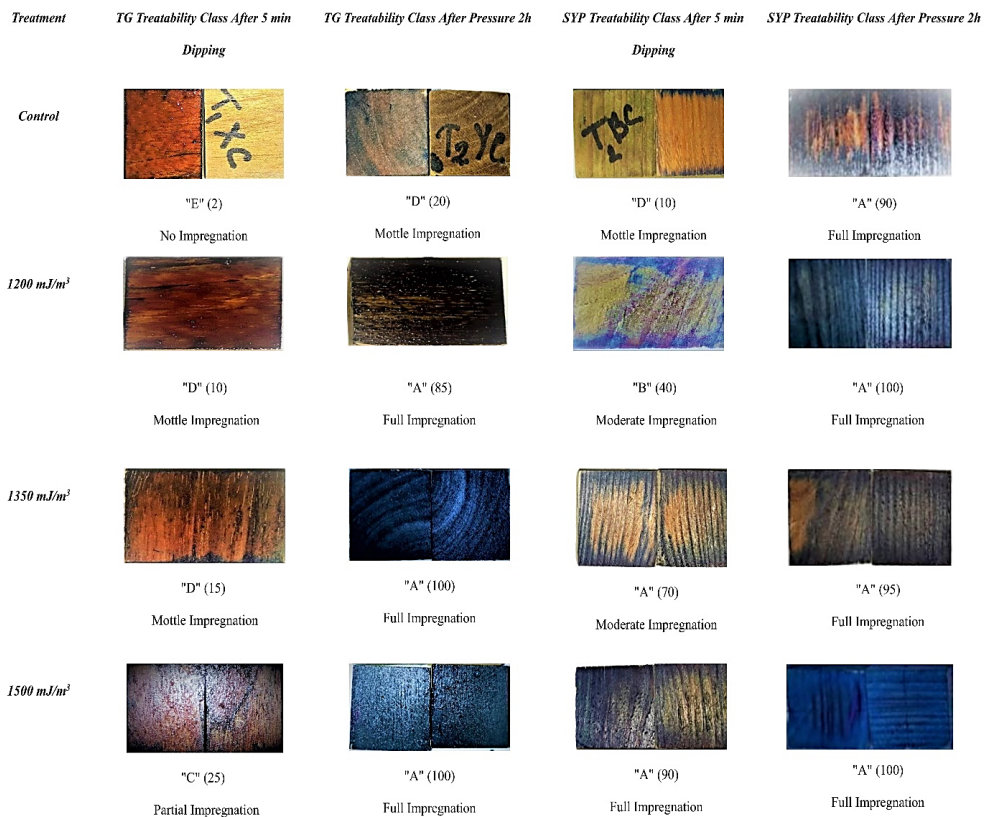 Treatment
TG Treatability Class After 5 min
Dipping
TG Treatability Class After Pressure 2h
SYP Treatability Class After 5 min
Dipping
SYP Treatability Class After Pressure 2h
Control
T1XC
T2YC
T2BC
"E" (2)
No Impregnation
"D" (20)
Mottle Impregnation
"D" (10)
Mottle Impregnation
"A" (90)
Full Impregnation
1200 mJ/m³
"D" (10)
Mottle Impregnation
"A" (85)
Full Impregnation
"B" (40)
Moderate Impregnation
"A" (100)
Full Impregnation
1350 mJ/m³
"D" (15)
Mottle Impregnation
"A" (100)
Full Impregnation
"A" (70)
Moderate Impregnation
"A" (95)
Full Impregnation
1500 mJ/m³
"C" (25)
Partial Impregnation
"A" (100)
Full Impregnation
"A" (90)
Full Impregnation
"A" (100)
Full Impregnation